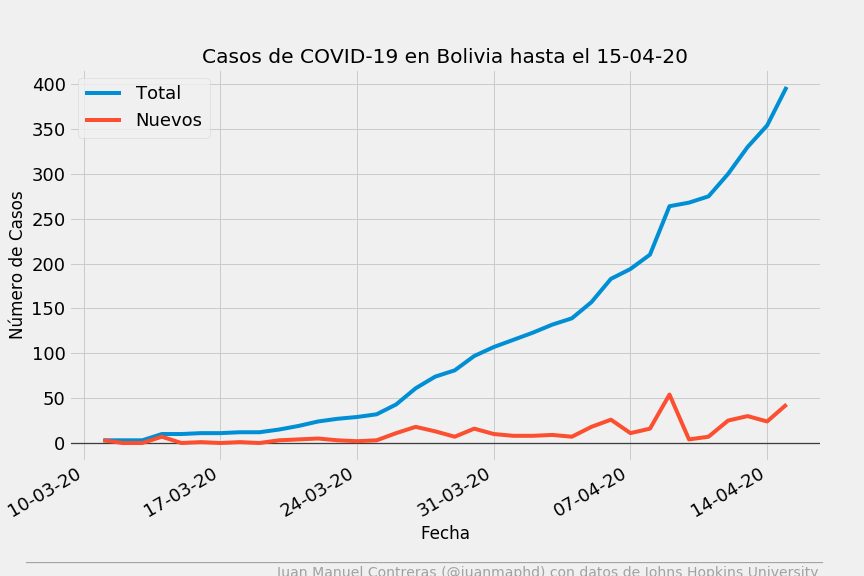 Casos de COVID-19 en Bolivia hasta el 15-04-20
Total
Nuevos
400
350
300
250
200
150
100
50
0
Número de Casos
10-03-20
17-03-20
24-03-20
31-03-20
07-04-20
14-04-20
Fecha
Juan Manuel Contreras (@juanmaphd) con datos de Johns Hopkins University